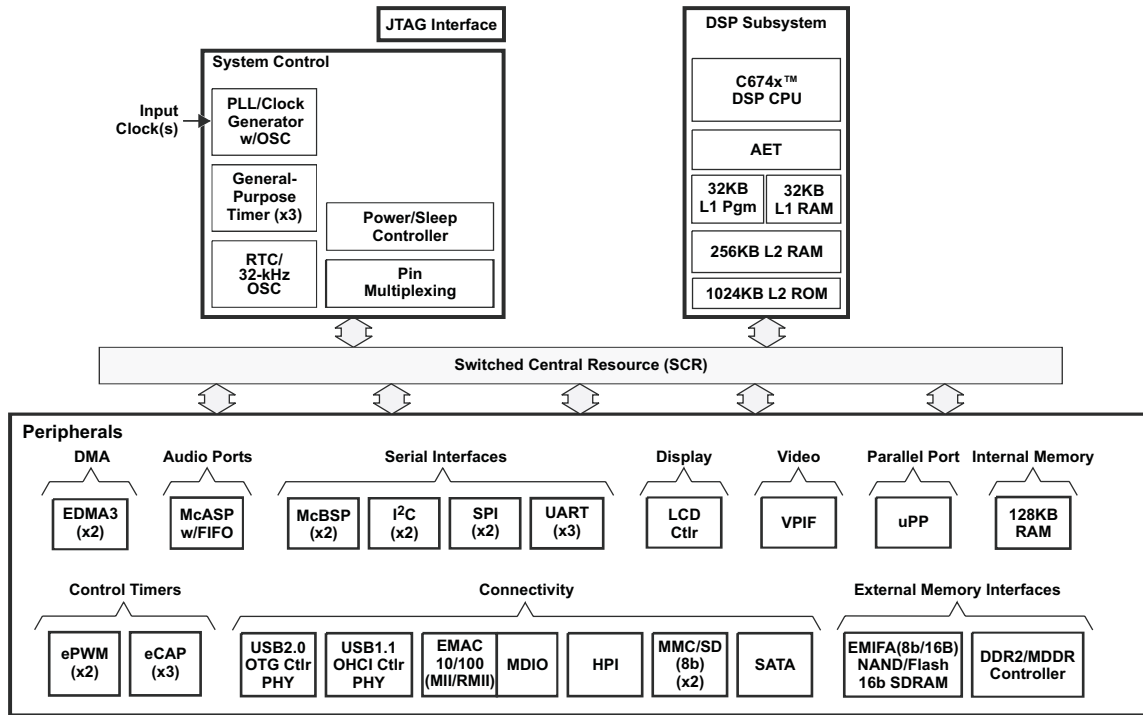 JTAG Interface
System Control
Input
Clock(s)
PLL/Clock
Generator
w/OSC
General-
Purpose
Timer (x3)
RTC/
32-kHz
OSC
Power/Sleep
Controller
Pin
Multiplexing
DSP Subsystem
C674x™
DSP CPU
AET
32KB
L1 Pgm
32KB
L1 RAM
256KB L2 RAM
1024KB L2 ROM
Switched Central Resource (SCR)
Peripherals
DMA
EDMA3
(x2)
Audio Ports
McASP
w/FIFO
Serial Interfaces
McBSP
(x2)
I²C
(x2)
SPI
(x2)
UART
(x3)
Display
LCD
Ctlr
Video
VPIF
Parallel Port
uPP
Internal Memory
128KB
RAM
Control Timers
ePWM
(x2)
eCAP
(x3)
Connectivity
USB2.0
OTG Ctlr
PHY
USB1.1
OHCI Ctlr
PHY
EMAC
10/100
(MII/RMII)
MDIO
HPI
MMC/SD
(8b)
(x2)
SATA
External Memory Interfaces
EMIFA(8b/16B)
NAND/Flash
16b SDRAM
DDR2/MDDR
Controller